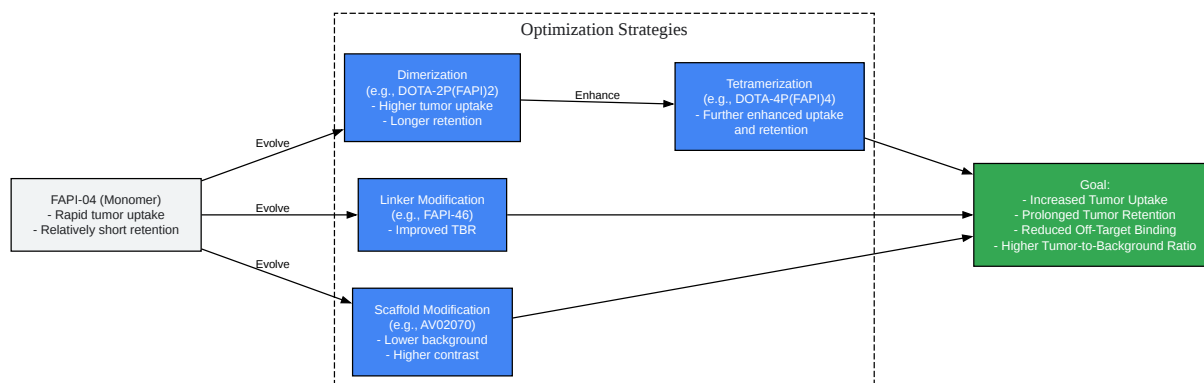 Optimization Strategies
Dimerization
(e.g., DOTA-2P(FAPI)2)
- Higher tumor uptake
- Longer retention
Enhance
Tetramerization
(e.g., DOTA-4P(FAPI)4)
- Further enhanced uptake
and retention
Evolve
FAPI-04 (Monomer)
- Rapid tumor uptake
- Relatively short retention
Evolve
Linker Modification
(e.g., FAPI-46)
- Improved TBR
Goal:
- Increased Tumor Uptake
- Prolonged Tumor Retention
- Reduced Off-Target Binding
- Higher Tumor-to-Background Ratio
Evolve
Scaffold Modification
(e.g., AV02070)
- Lower background
- Higher contrast